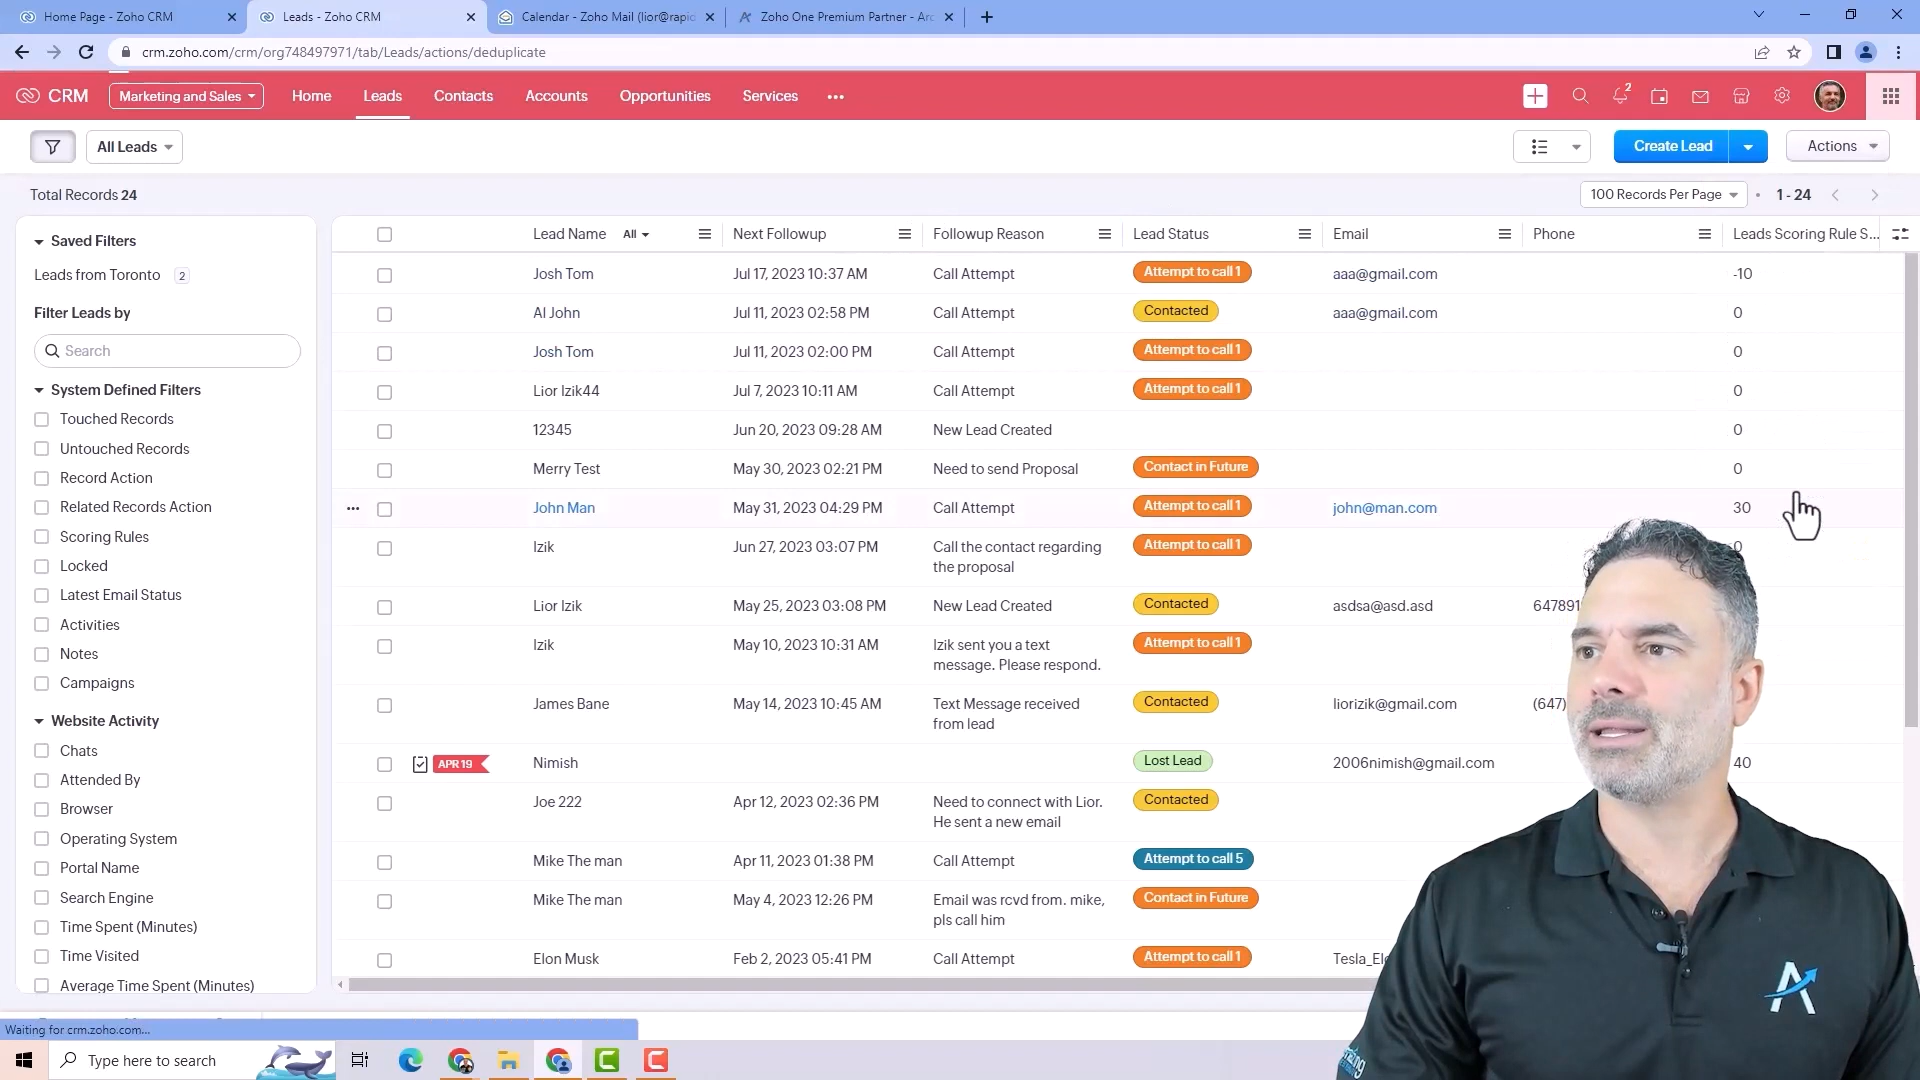 Home Page - Zoho CRM
Leads - Zoho CRM
Calendar - Zoho Mail (lior@rapid
Zoho One Premium Partner - Arc
crm.zoho.com/crm/org748497971/tab/Leads/actions/deduplicate
CRM
Marketing and Sales
Home
Leads
Contacts
Accounts
Opportunities
Services
2
All Leads
Create Lead
Actions
Total Records 24
100 Records Per Page
1 - 24
Saved Filters
Leads from Toronto 2
Filter Leads by
Search
System Defined Filters
Touched Records
Untouched Records
Record Action
Related Records Action
Scoring Rules
Locked
Latest Email Status
Activities
Notes
Campaigns
Website Activity
Chats
Attended By
Browser
Operating System
Portal Name
Search Engine
Time Spent (Minutes)
Time Visited
Average Time Spent (Minutes)
Lead Name All Next Followup Followup Reason Lead Status Email Phone Leads Scoring Rule S...
Josh Tom Jul 17, 2023 10:37 AM Call Attempt Attempt to call 1 aaa@gmail.com -10
Al John Jul 11, 2023 02:58 PM Call Attempt Contacted aaa@gmail.com 0
Josh Tom Jul 11, 2023 02:00 PM Call Attempt Attempt to call 1 0
Lior Izik44 Jul 7, 2023 10:11 AM Call Attempt Attempt to call 1 0
12345 Jun 20, 2023 09:28 AM New Lead Created 0
Merry Test May 30, 2023 02:21 PM Need to send Proposal Contact in Future 0
John Man May 31, 2023 04:29 PM Call Attempt Attempt to call 1 john@man.com 30
Izik Jun 27, 2023 03:07 PM Call the contact regarding Attempt to call 1 0
the proposal
Lior Izik May 25, 2023 03:08 PM New Lead Created Contacted asdsa@asd.asd 647891
Izik May 10, 2023 10:31 AM Izik sent you a text Attempt to call 1
message. Please respond.
James Bane May 14, 2023 10:45 AM Text Message received Contacted liorizik@gmail.com (647)
from lead
APR 19 Nimish Lost Lead 2006nimish@gmail.com 40
Joe 222 Apr 12, 2023 02:36 PM Need to connect with Lior. Contacted
He sent a new email
Mike The man Apr 11, 2023 01:38 PM Call Attempt Attempt to call 5
Mike The man May 4, 2023 12:26 PM Email was rcvd from. mike, Contact in Future
pls call him
Elon Musk Feb 2, 2023 05:41 PM Call Attempt Attempt to call 1 Tesla_El
Waiting for crm.zoho.com...
Type here to search